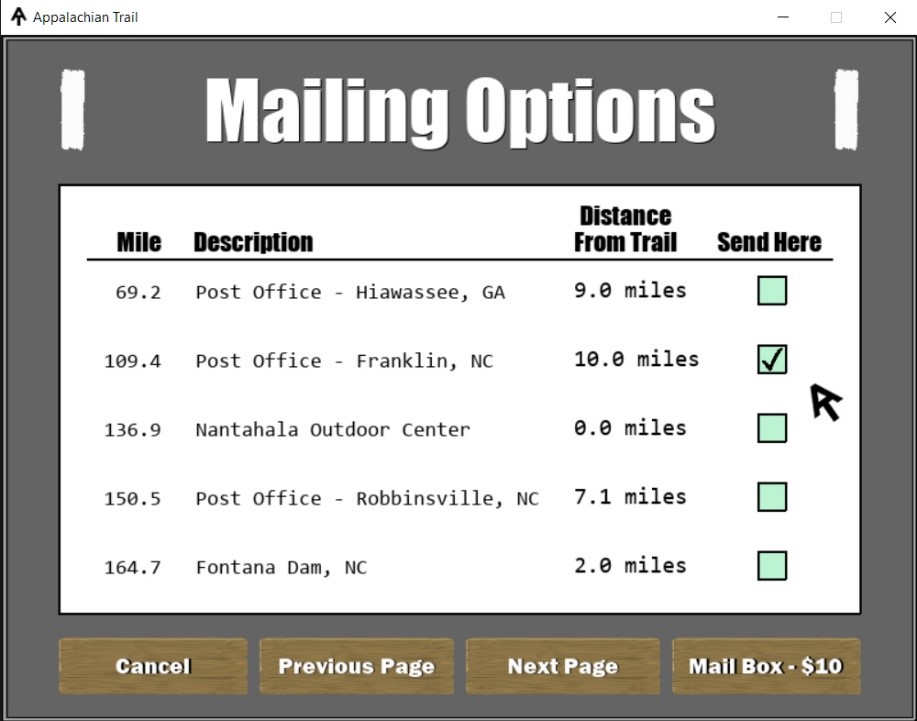 Appalachian Trail
Mailing Options
Distance
Mile Description From Trail Send Here
69.2 Post Office - Hiawassee, GA 9.0 miles
109.4 Post Office - Franklin, NC 10.0 miles
136.9 Nantahala Outdoor Center 0.0 miles
150.5 Post Office - Robbinsville, NC 7.1 miles
164.7 Fontana Dam, NC 2.0 miles
Cancel Previous Page Next Page Mail Box - $10